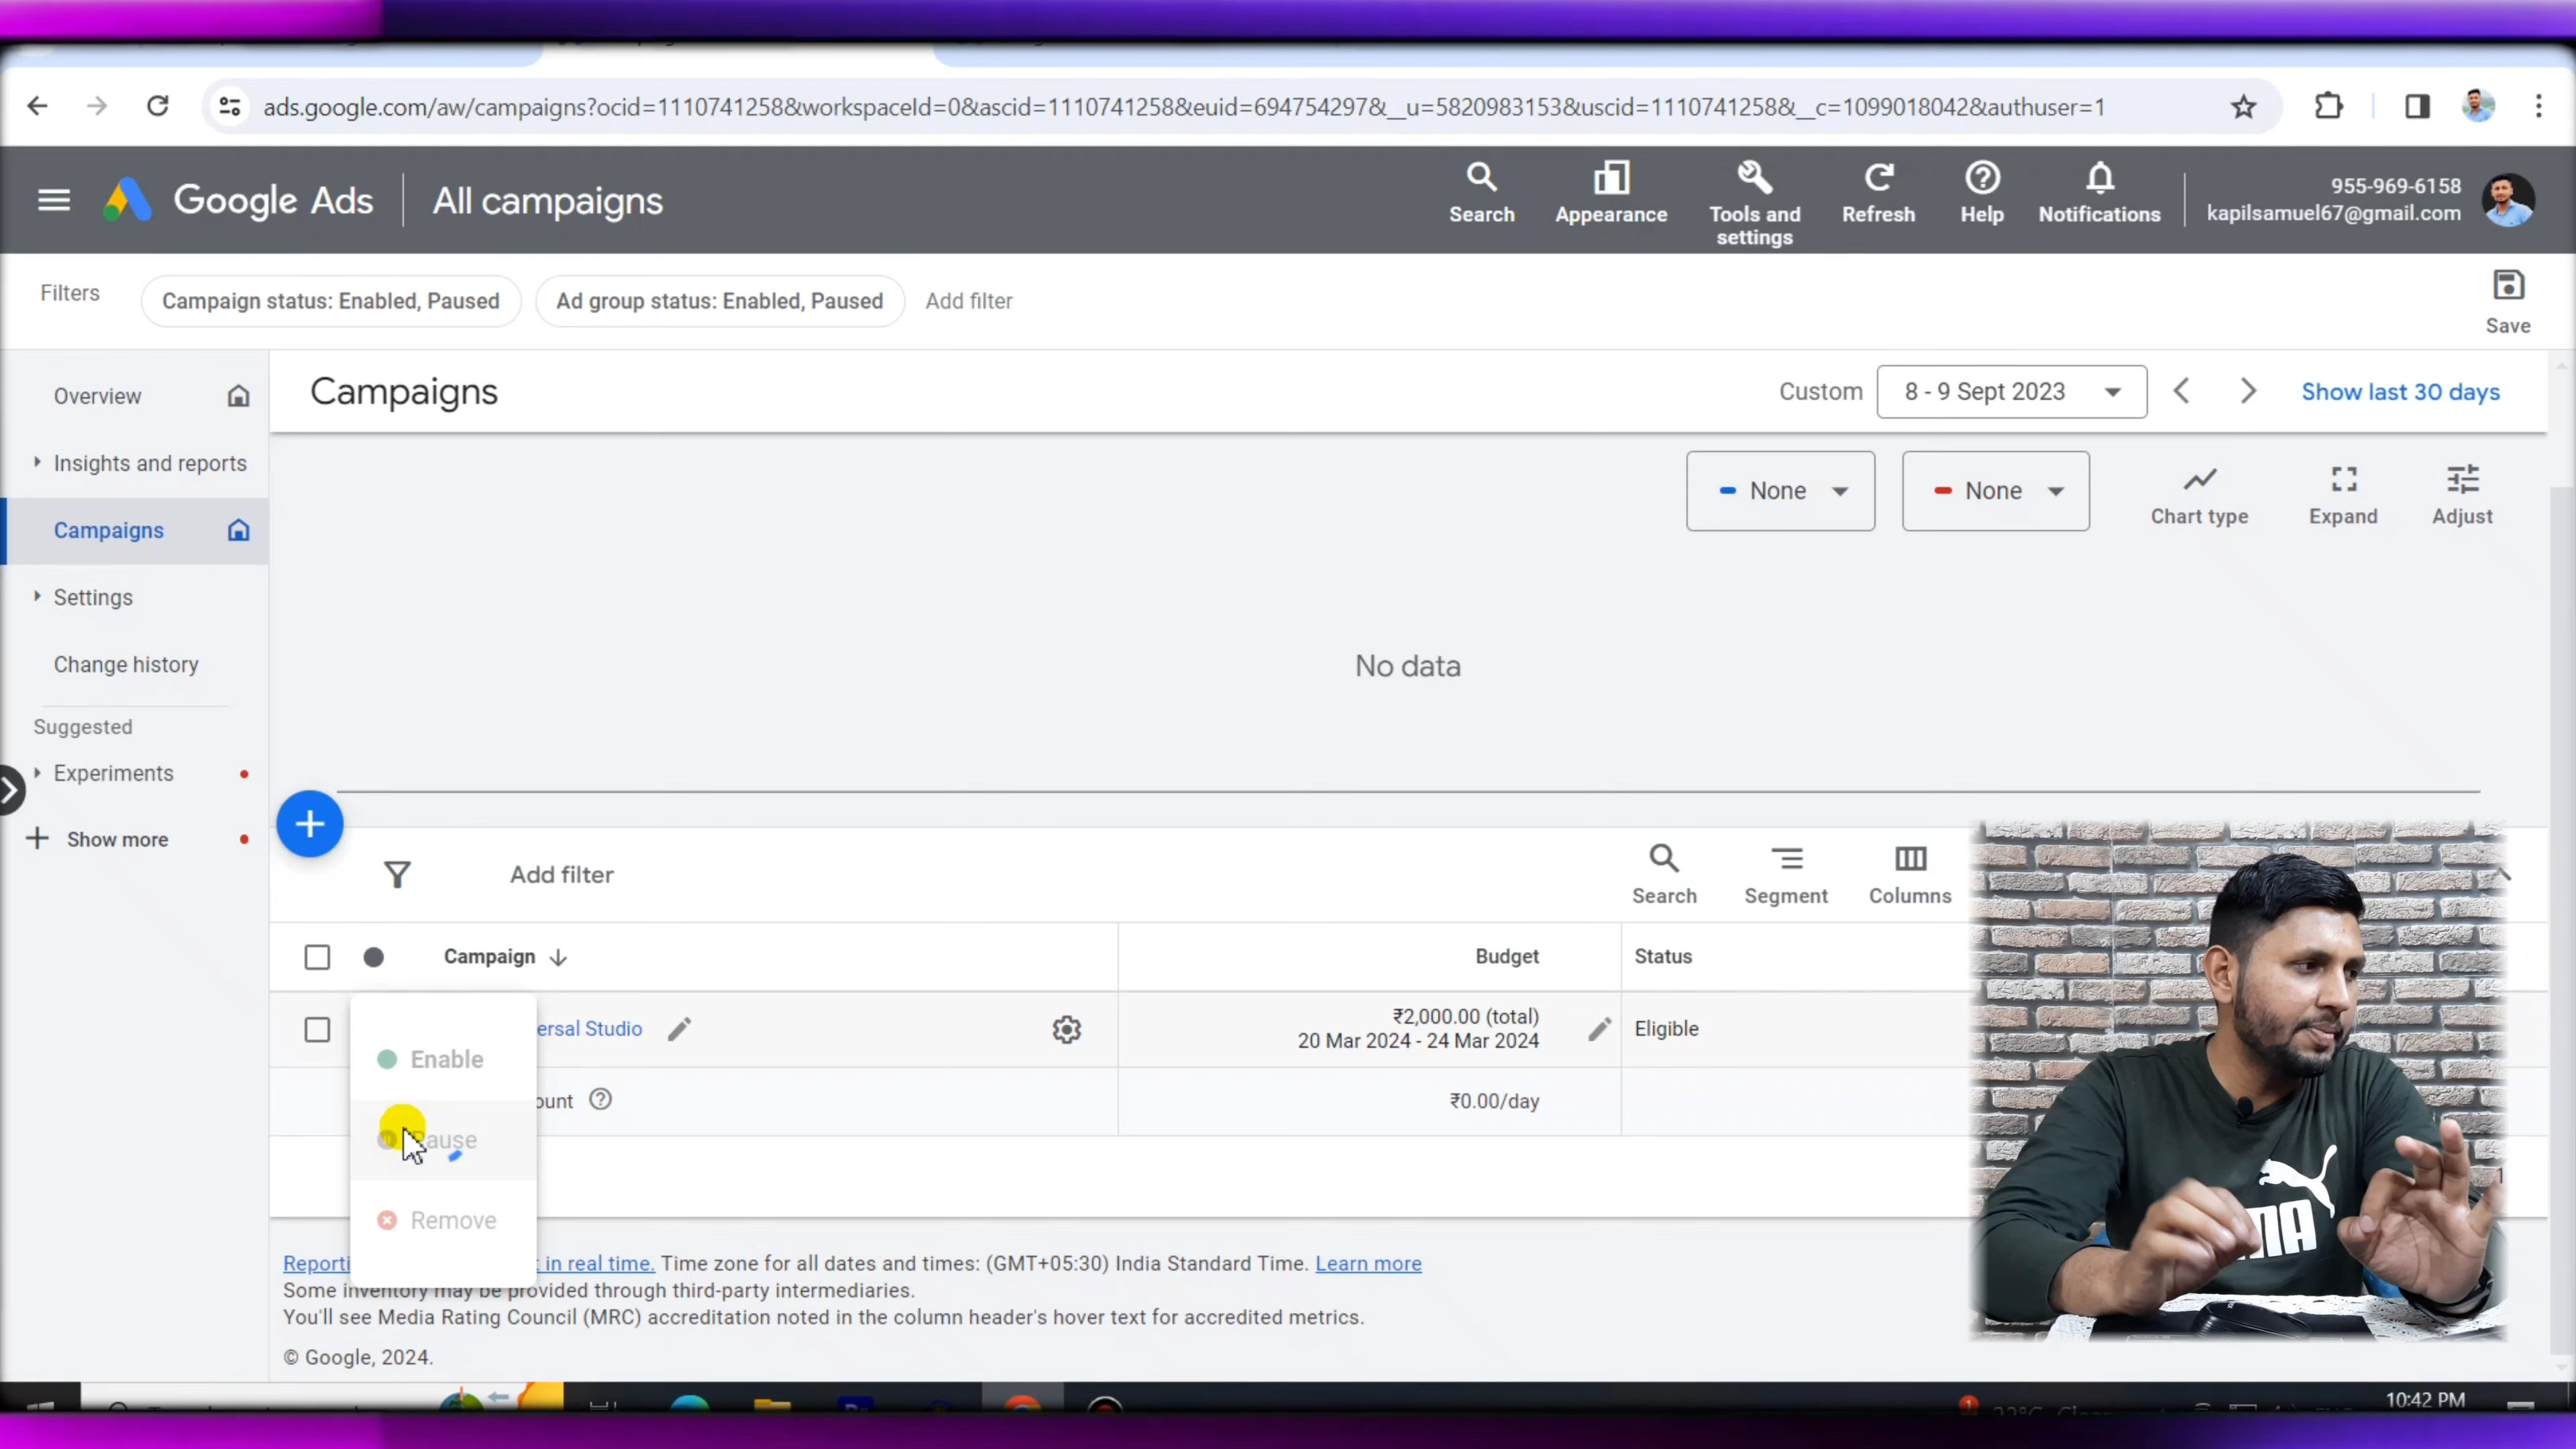 ads.google.com/aw/campaigns?ocid=1110741258&workspaceId=0&ascid=1110741258&euid=694754297&__u=5820983153&uscid=1110741258&__c=1099018042&authuser=1
Google Ads
All campaigns
Search
Appearance
Tools and
settings
Refresh
Help
Notifications
955-969-6158
kapilsamuel67@gmail.com
Filters
Campaign status: Enabled, Paused
Ad group status: Enabled, Paused
Add filter
Save
Overview
Insights and reports
Campaigns
Settings
Change history
Suggested
Experiments
Show more
Campaigns
Custom
8 - 9 Sept 2023
Show last 30 days
None
None
Chart type
Expand
Adjust
No data
Add filter
Search
Segment
Columns
Campaign
Budget
Status
ersal Studio
₹2,000.00 (total)
20 Mar 2024 - 24 Mar 2024
Eligible
Enable
ount
₹0.00/day
ause
Remove
1
Reporti in real time. Time zone for all dates and times: (GMT+05:30) India Standard Time. Learn more
Some inventory may be provided through third-party intermediaries.
You'll see Media Rating Council (MRC) accreditation noted in the column header's hover text for accredited metrics.
© Google, 2024.
10:42 PM